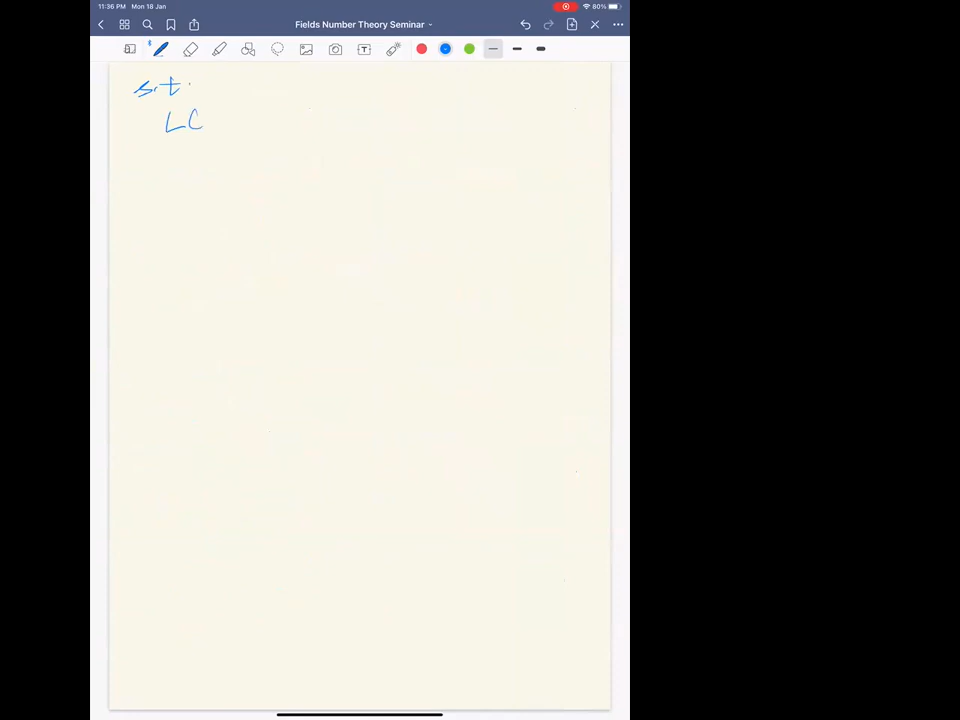 11:36 PM Mon 18 Jan 80%
Fields Number Theory Seminar
T
s.t.
LC